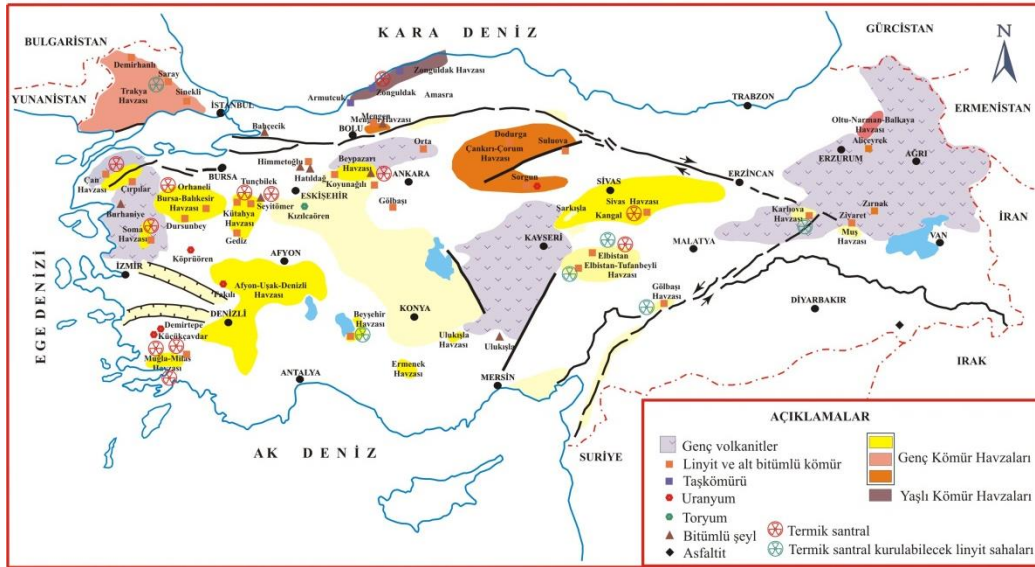 BULGARİSTAN
KARA DENİZ
GÜRCİSTAN
N
Demirhanlı
Saray
Trakya
Havzası
Sinekli
YUNANİSTAN
İSTANBUL
Zonguldak Havzası
Zonguldak
Armutcuk
Amasra
TRABZON
ERMENİSTAN
Bahçecik
BOLU
Mengen
Mengen Havzası
Orta
Dodurga
Çankırı-Çorum
Havzası
Suluova
Sorgun
Oltu-Narman-Balkaya
Havzası
ERZURUM
AĞRI
Himmetoğlu
Beypazarı
Havzası
Hatıldağ
Koyunağılı
ANKARA
BURSA
Çan
Havzası
Çırpılar
Orhaneli
Bursa-Balıkesir
Havzası
Tunçbilek
Seyitömer
ESKİŞEHİR
Kızılcaören
Gölbaşı
SİVAS
ERZİNCAN
Burhaniye
Dursunbey
Kütahya
Havzası
Gediz
Soma
Havzası
Şarkışla
Sivas Havzası
Kangal
Karlıova
Havzası
Zırnak
Ziyaret
Muş
Havzası
İRAN
VAN
Köprüören
İZMİR
AFYON
KAYSERİ
Elbistan
Elbistan-Tufanbeyli
Havzası
MALATYA
EGE DENİZİ
Afyon-Uşak-Denizli
Havzası
DENİZLİ
KONYA
Gölbaşı
Havzası
DİYARBAKIR
Demirtepe
Küçükçavdar
Muğla-Milas
Havzası
Beyşehir
Havzası
Ulukışla
Havzası
Ulukışla
Ermenek
Havzası
ANTALYA
MERSİN
IRAK
AK DENİZ
SURİYE
AÇIKLAMALAR
Genç volkanitler
Linyit ve alt bitümlü kömür
Taşkömürü
Uranyum
Toryum
Bitümlü şeyl
Asfaltit
Genç Kömür Havzaları
Yaşlı Kömür Havzaları
Termik santral
Termik santral kurulabilecek linyit sahaları